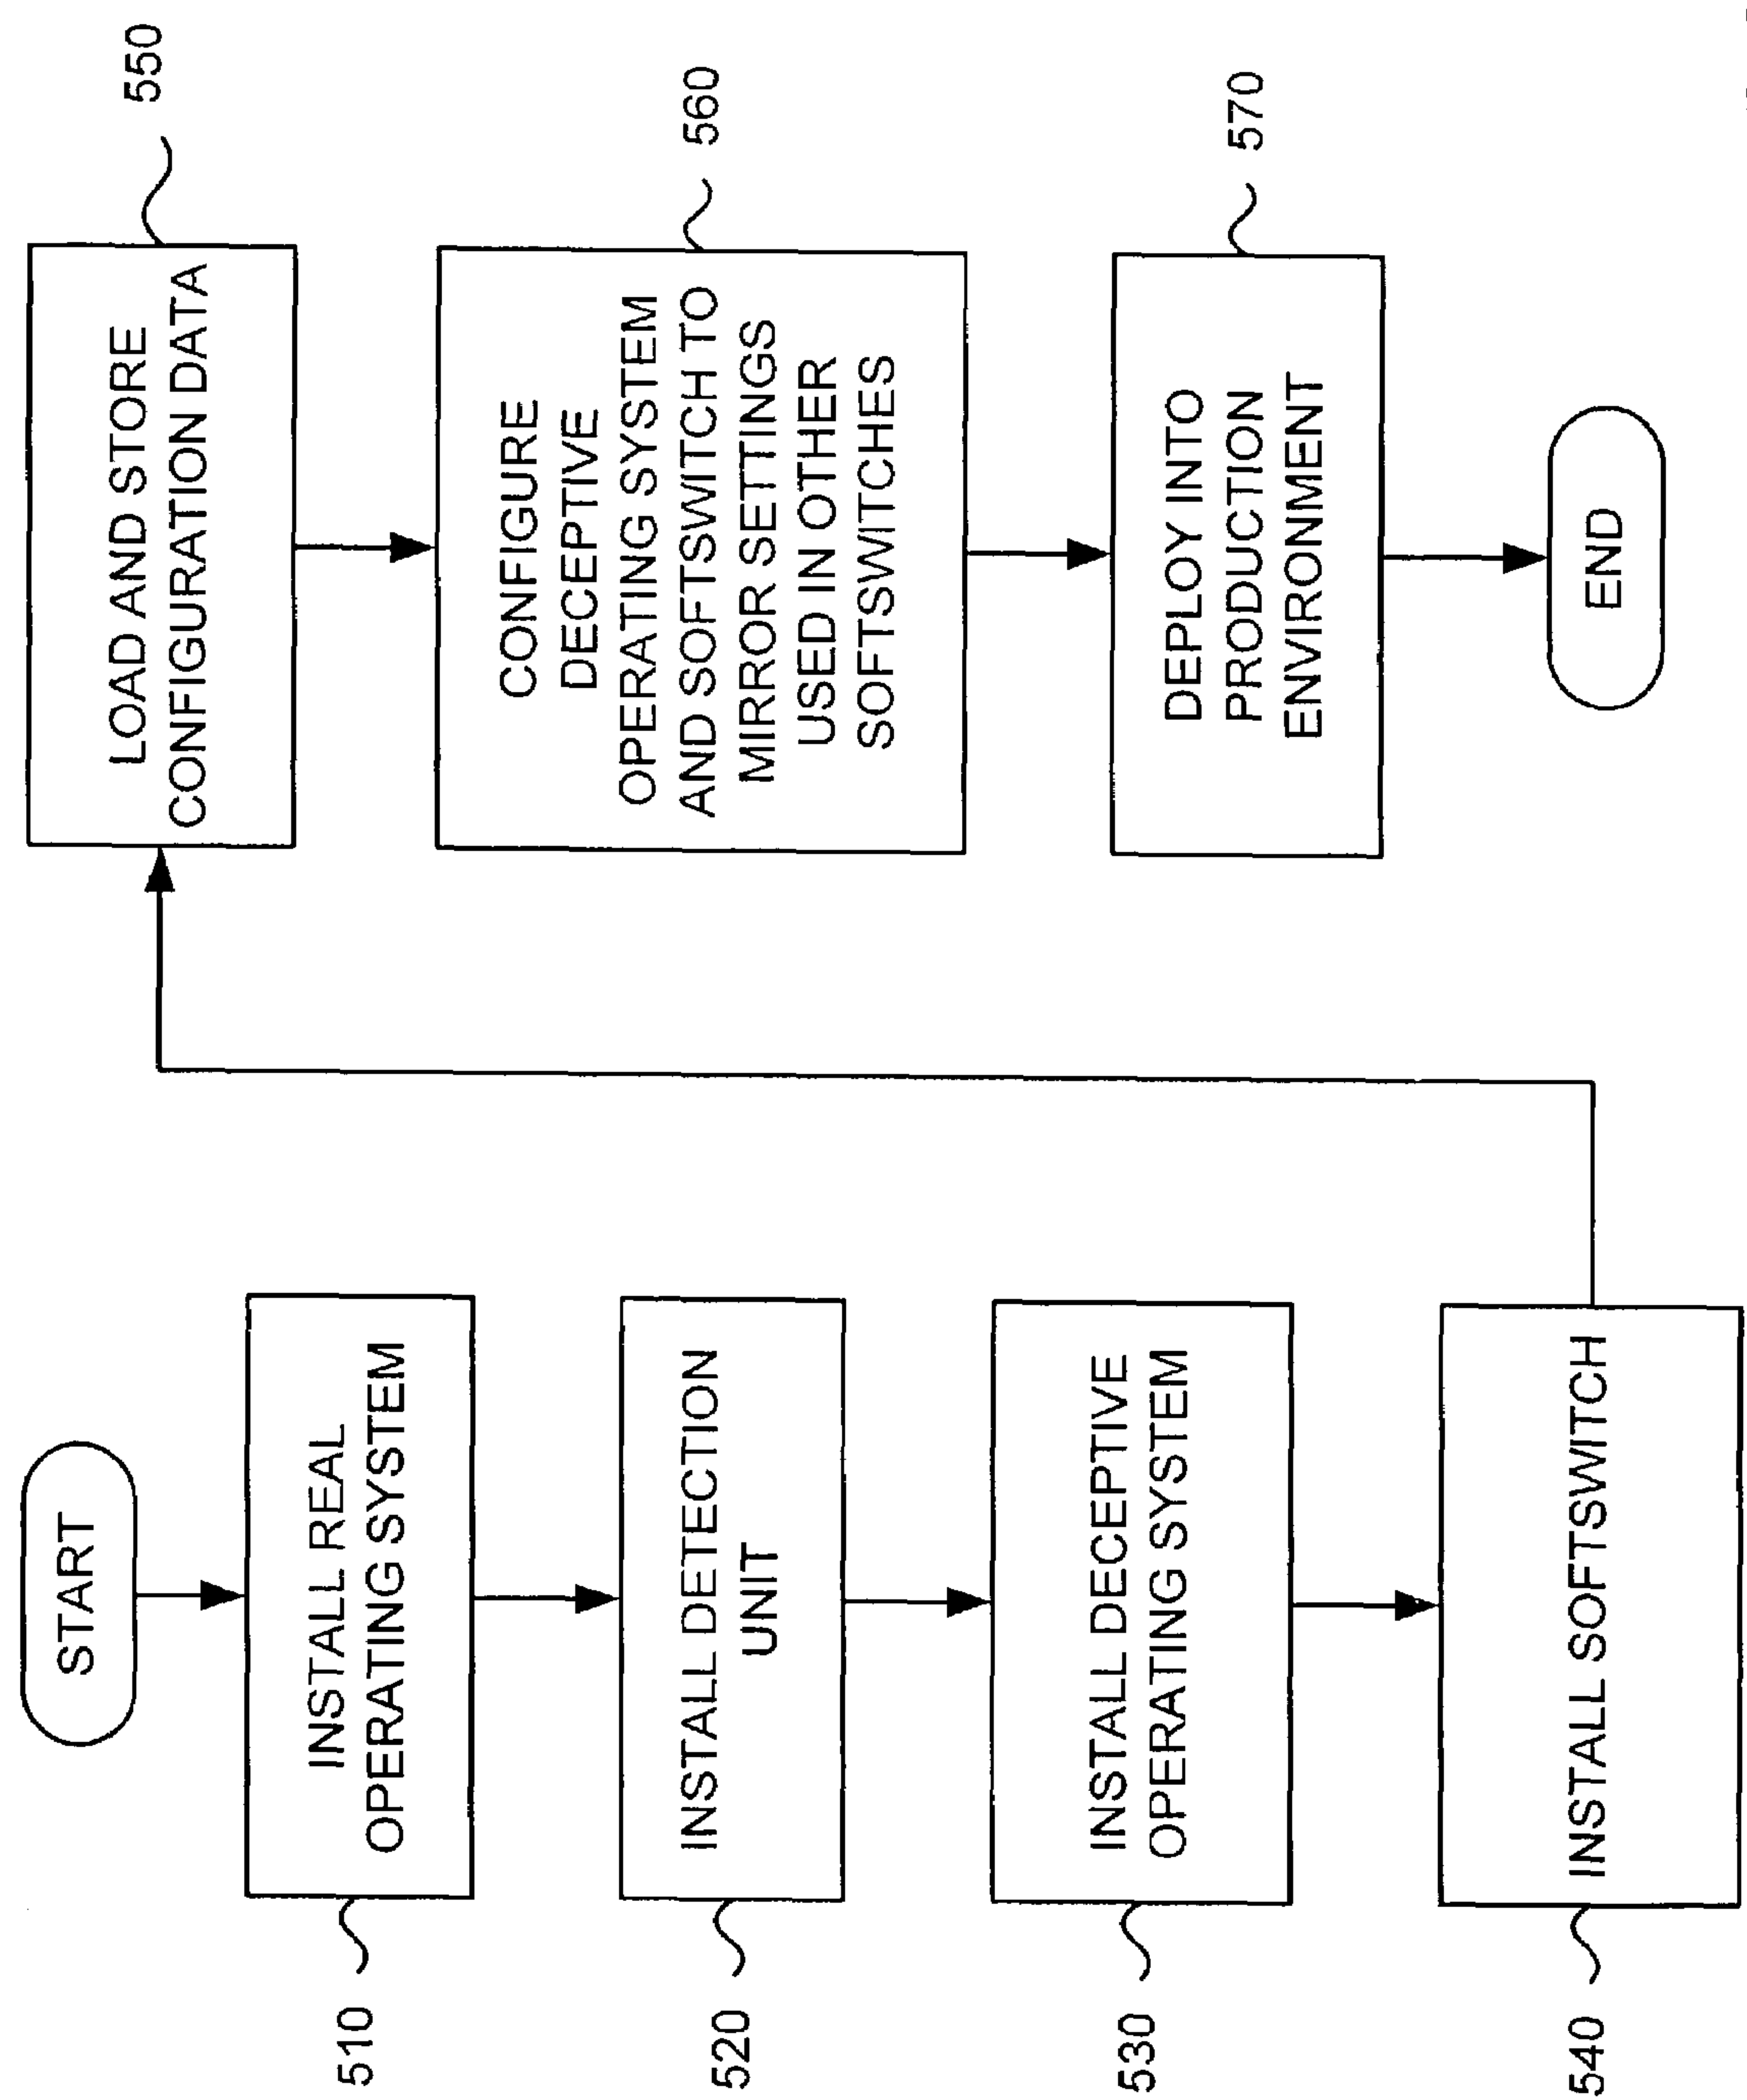 START
510
INSTALL REAL
OPERATING SYSTEM
520
INSTALL DETECTION
UNIT
530
INSTALL DECEPTIVE
OPERATING SYSTEM
540
INSTALL SOFTSWITCH
550
LOAD AND STORE
CONFIGURATION DATA
560
CONFIGURE
DECEPTIVE
OPERATING SYSTEM
AND SOFTSWITCH TO
MIRROR SETTINGS
USED IN OTHER
SOFTSWITCHES
570
DEPLOY INTO
PRODUCTION
ENVIRONMENT
END